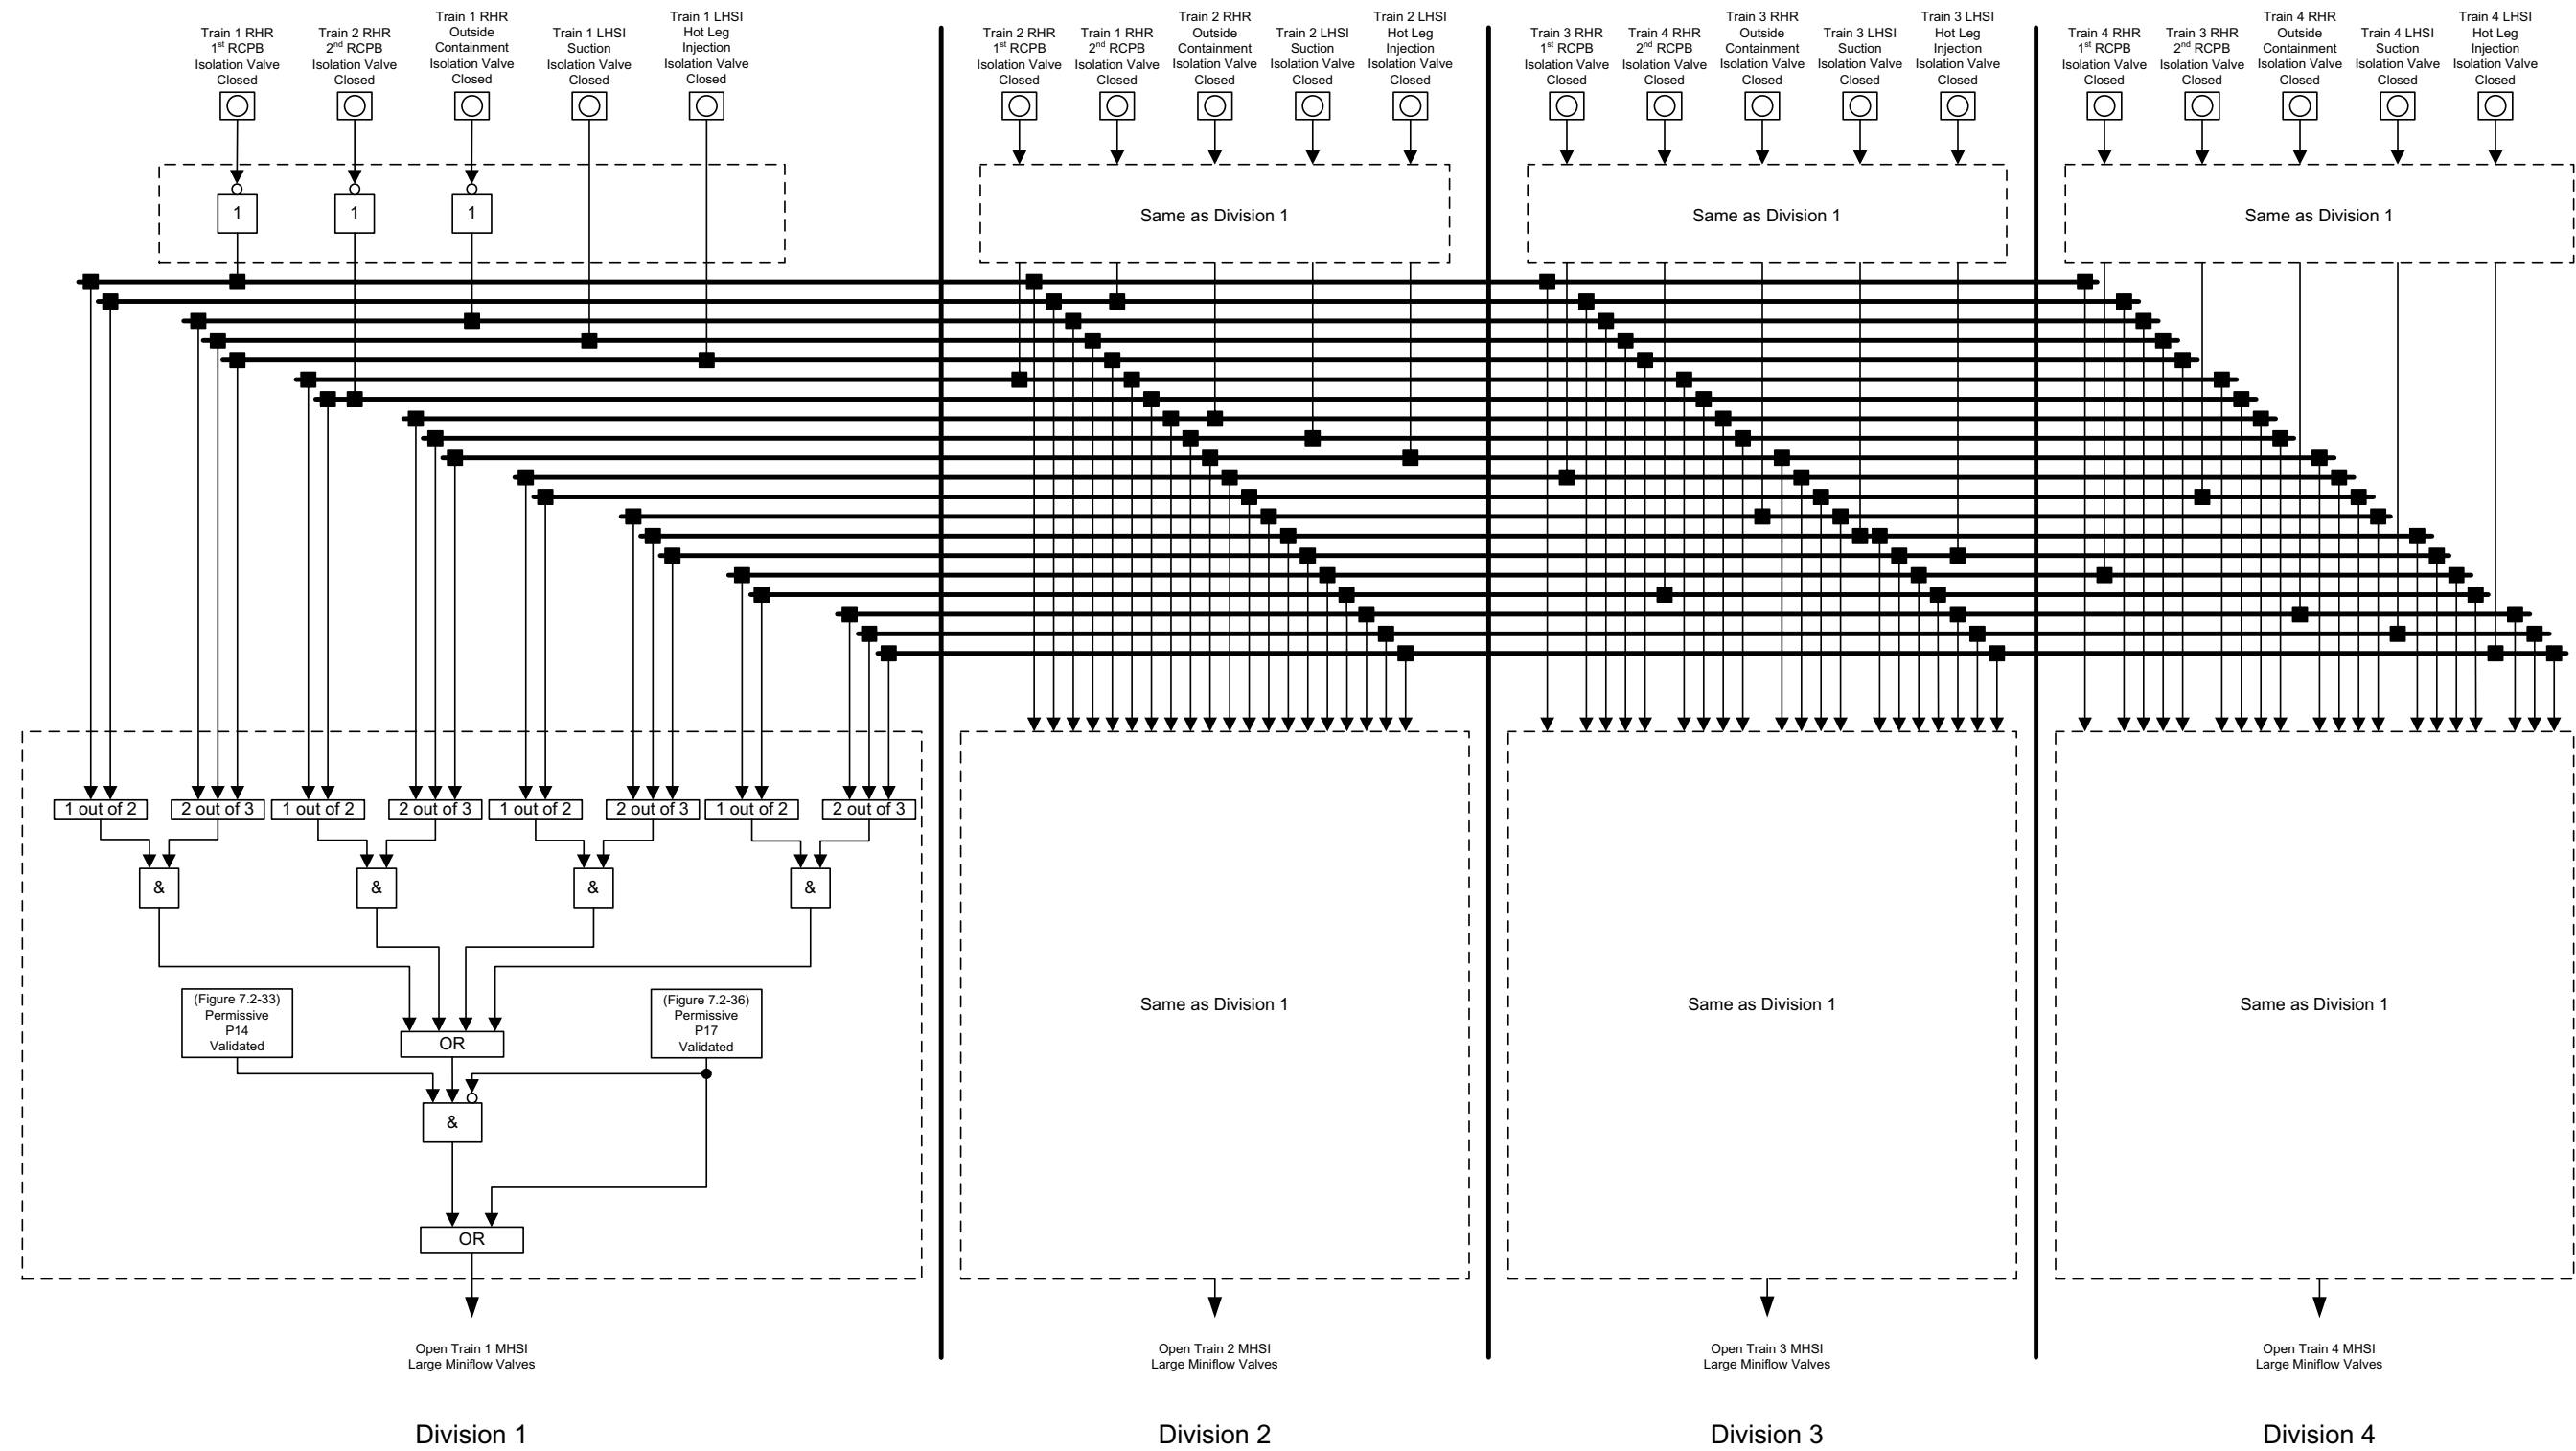 Train 1 RHR
1st RCPB
Isolation Valve
Closed
Train 2 RHR
2nd RCPB
Isolation Valve
Closed
Train 1 RHR
Outside
Containment
Isolation Valve
Closed
Train 1 LHSI
Suction
Isolation Valve
Closed
Train 1 LHSI
Hot Leg
Injection
Isolation Valve
Closed
Train 2 RHR
1st RCPB
Isolation Valve
Closed
Train 1 RHR
2nd RCPB
Isolation Valve
Closed
Train 2 RHR
Outside
Containment
Isolation Valve
Closed
Train 2 LHSI
Suction
Isolation Valve
Closed
Train 2 LHSI
Hot Leg
Injection
Isolation Valve
Closed
Train 3 RHR
1st RCPB
Isolation Valve
Closed
Train 4 RHR
2nd RCPB
Isolation Valve
Closed
Train 3 RHR
Outside
Containment
Isolation Valve
Closed
Train 3 LHSI
Suction
Isolation Valve
Closed
Train 3 LHSI
Hot Leg
Injection
Isolation Valve
Closed
Train 4 RHR
1st RCPB
Isolation Valve
Closed
Train 3 RHR
2nd RCPB
Isolation Valve
Closed
Train 4 RHR
Outside
Containment
Isolation Valve
Closed
Train 4 LHSI
Suction
Isolation Valve
Closed
Train 4 LHSI
Hot Leg
Injection
Isolation Valve
Closed
1
1
1
Same as Division 1
Same as Division 1
Same as Division 1
1 out of 2
2 out of 3
1 out of 2
2 out of 3
1 out of 2
2 out of 3
1 out of 2
2 out of 3
&
&
&
&
(Figure 7.2-33)
Permissive
P14
Validated
(Figure 7.2-36)
Permissive
P17
Validated
OR
&
OR
Same as Division 1
Same as Division 1
Same as Division 1
Open Train 1 MHSI
Large Miniflow Valves
Open Train 2 MHSI
Large Miniflow Valves
Open Train 3 MHSI
Large Miniflow Valves
Open Train 4 MHSI
Large Miniflow Valves
Division 1
Division 2
Division 3
Division 4